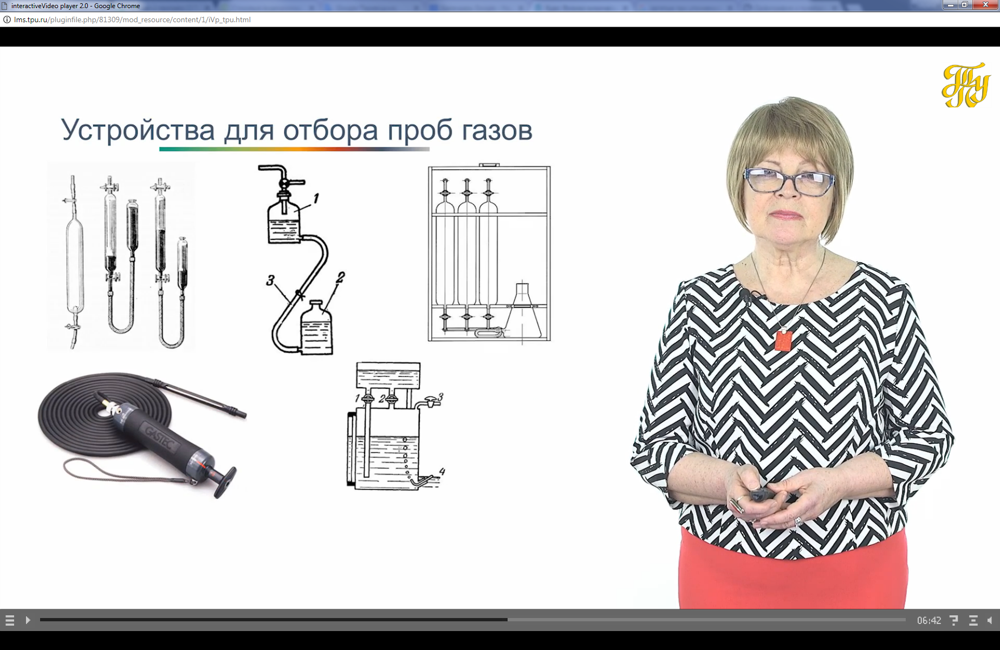 interactiveVideo player 2.0 - Google Chrome
lms.tpu.ru/pluginfile.php/81309/mod_resource/content/1/iVp_tpu.html
ТПУ
Устройства для отбора проб газов
1
3
2
GASTEC
1
2
3
4
06:42